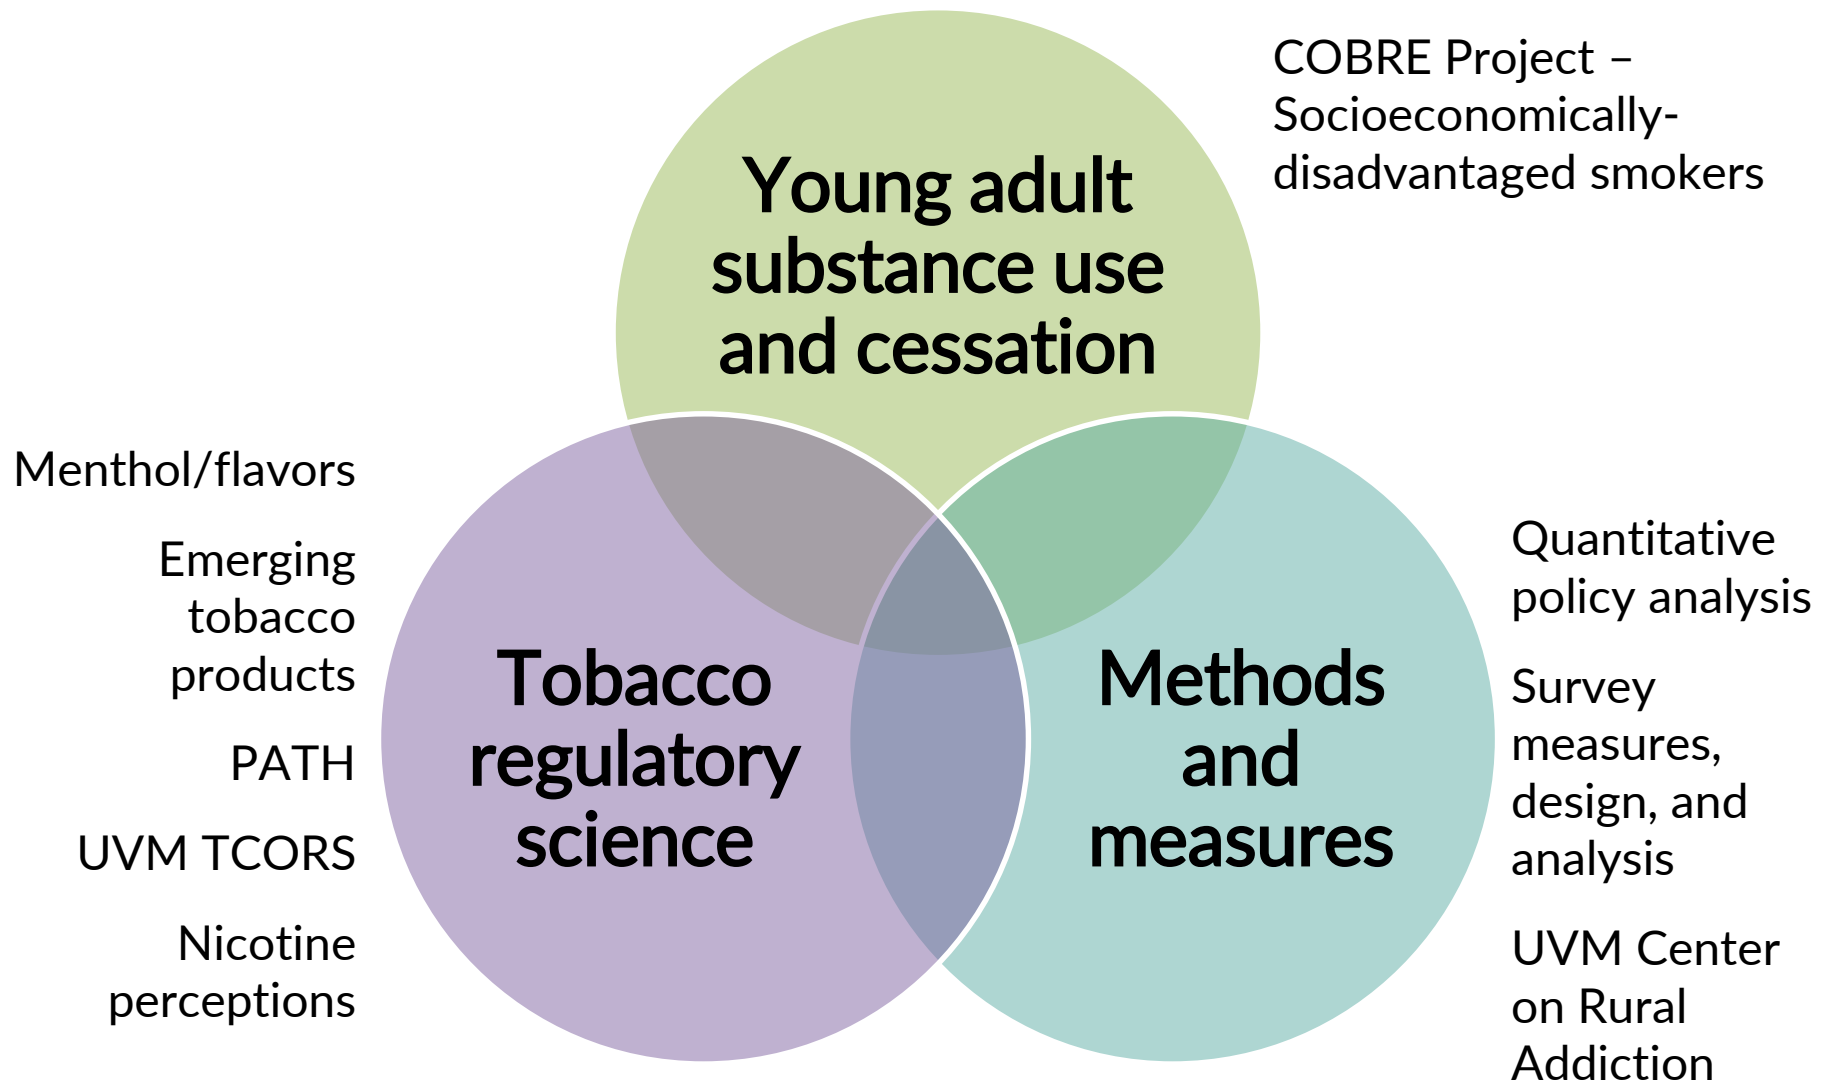 COBRE Project –
Socioeconomically-
disadvantaged smokers
Young adult
substance use
and cessation
Menthol/flavors
Emerging
tobacco
products
PATH
UVM TCORS
Nicotine
perceptions
Tobacco
regulatory
science
Methods
and
measures
Quantitative
policy analysis
Survey
measures,
design, and
analysis
UVM Center
on Rural
Addiction